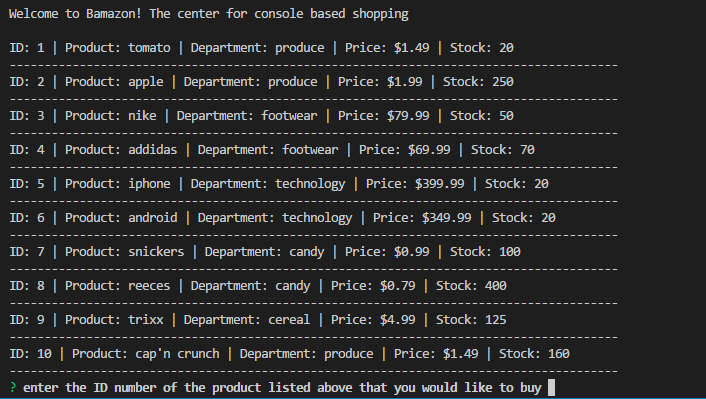 Welcome to Bamazon! The center for console based shopping
ID: 1 | Product: tomato | Department: produce | Price: $1.49 | Stock: 20
---------------------------------------------------------------------------------------
ID: 2 | Product: apple | Department: produce | Price: $1.99 | Stock: 250
---------------------------------------------------------------------------------------
ID: 3 | Product: nike | Department: footwear | Price: $79.99 | Stock: 50
---------------------------------------------------------------------------------------
ID: 4 | Product: addidas | Department: footwear | Price: $69.99 | Stock: 70
---------------------------------------------------------------------------------------
ID: 5 | Product: iphone | Department: technology | Price: $399.99 | Stock: 20
---------------------------------------------------------------------------------------
ID: 6 | Product: android | Department: technology | Price: $349.99 | Stock: 20
---------------------------------------------------------------------------------------
ID: 7 | Product: snickers | Department: candy | Price: $0.99 | Stock: 100
---------------------------------------------------------------------------------------
ID: 8 | Product: reeces | Department: candy | Price: $0.79 | Stock: 400
---------------------------------------------------------------------------------------
ID: 9 | Product: trixx | Department: cereal | Price: $4.99 | Stock: 125
---------------------------------------------------------------------------------------
ID: 10 | Product: cap'n crunch | Department: produce | Price: $1.49 | Stock: 160
---------------------------------------------------------------------------------------
? enter the ID number of the product listed above that you would like to buy